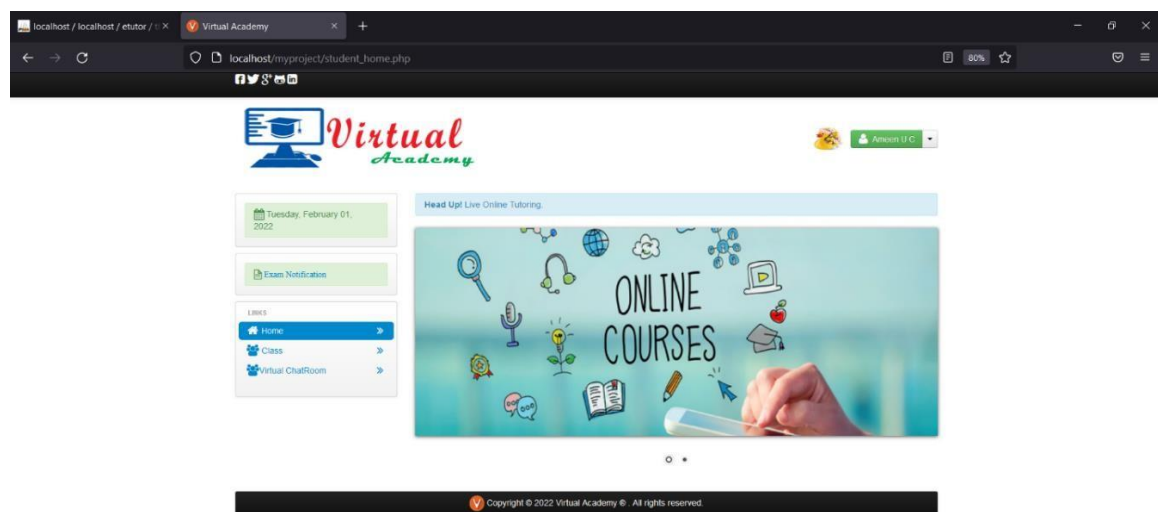 localhost / localhost / etutor /
Virtual Academy
localhost/myproject/student_home.php
80%
Virtual
Academy
Ameen U C
Tuesday, February 01,
2022
Head Up! Live Online Tutoring.
Exam Notification
LINKS
Home
Class
Virtual ChatRoom
ONLINE
COURSES
Copyright © 2022 Virtual Academy ® . All rights reserved.